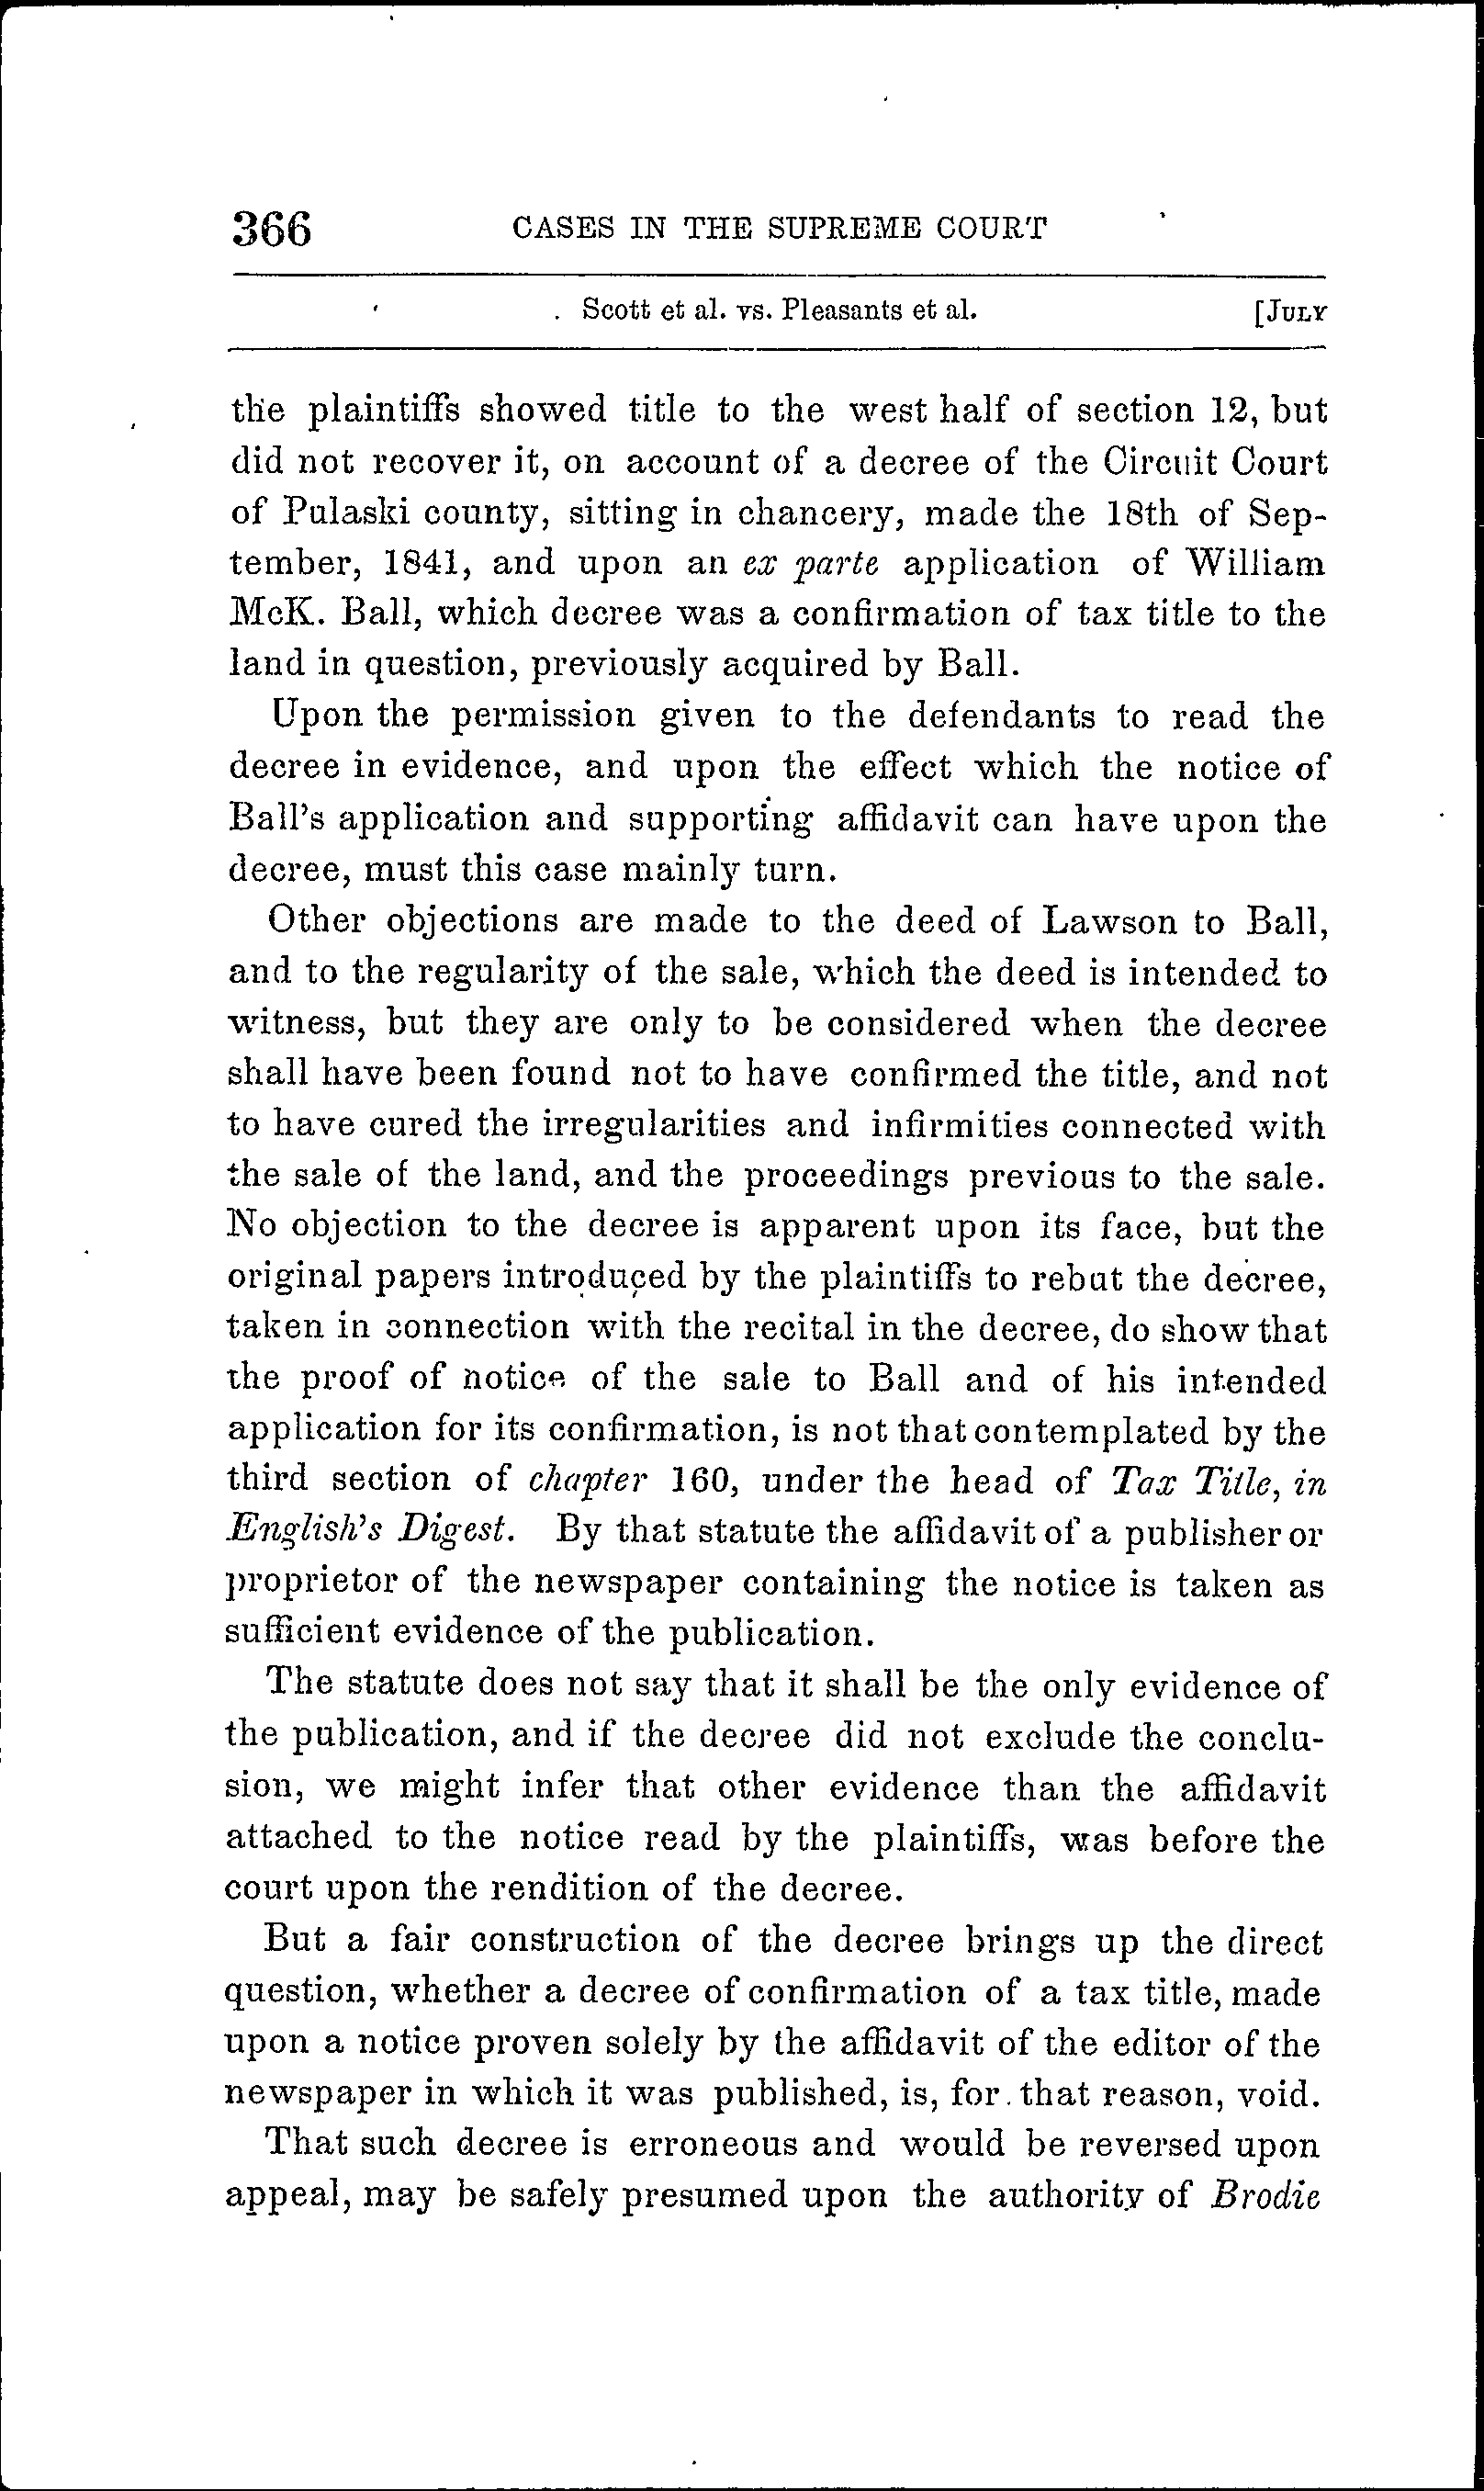 366 CASES IN THE SUPREME COURT
Scott et al. vs. Pleasants et al. [JULY
the plaintiffs showed title to the west half of section 12, but
did not recover it, on account of a decree of the Circuit Court
of Pulaski county, sitting in chancery, made the 18th of Sep-
tember, 1841, and upon an ex parte application of William
McK. Ball, which decree was a confirmation of tax title to the
land in question, previously acquired by Ball.
Upon the permission given to the defendants to read the
decree in evidence, and upon the effect which the notice of
Ball's application and supporting affidavit can have upon the
decree, must this case mainly turn.
Other objections are made to the deed of Lawson to Ball,
and to the regularity of the sale, which the deed is intended to
witness, but they are only to be considered when the decree
shall have been found not to have confirmed the title, and not
to have cured the irregularities and infirmities connected with
the sale of the land, and the proceedings previous to the sale.
No objection to the decree is apparent upon its face, but the
original papers introduced by the plaintiffs to rebut the decree,
taken in connection with the recital in the decree, do show that
the proof of notice of the sale to Ball and of his intended
application for its confirmation, is not that contemplated by the
third section of chapter 160, under the head of Tax Title, in
English's Digest. By that statute the affidavit of a publisher or
proprietor of the newspaper containing the notice is taken as
sufficient evidence of the publication.
The statute does not say that it shall be the only evidence of
the publication, and if the decree did not exclude the conclu-
sion, we might infer that other evidence than the affidavit
attached to the notice read by the plaintiffs, was before the
court upon the rendition of the decree.
But a fair construction of the decree brings up the direct
question, whether a decree of confirmation of a tax title, made
upon a notice proven solely by the affidavit of the editor of the
newspaper in which it was published, is, for that reason, void.
That such decree is erroneous and would be reversed upon
appeal, may be safely presumed upon the authority of Brodie